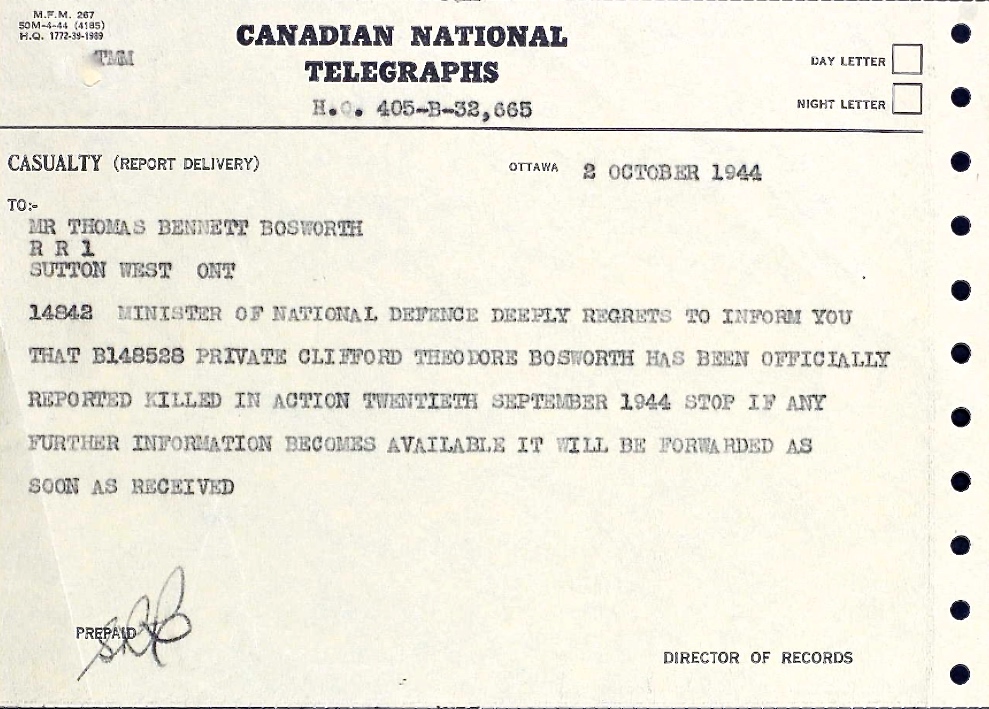 M.F.M. 267
50M-4-44 (4185)
H.Q. 1772-39-1989
TMM
CANADIAN NATIONAL
TELEGRAPHS
H.Q. 405-B-32,665
DAY LETTER
NIGHT LETTER
CASUALTY (REPORT DELIVERY)
OTTAWA 2 OCTOBER 1944
TO:-
MR THOMAS BENNETT BOSWORTH
R R 1
SUTTON WEST ONT
14842 MINISTER OF NATIONAL DEFENCE DEEPLY REGRETS TO INFORM YOU
THAT B148528 PRIVATE CLIFFORD THEODORE BOSWORTH HAS BEEN OFFICIALLY
REPORTED KILLED IN ACTION TWENTIETH SEPTEMBER 1944 STOP IF ANY
FURTHER INFORMATION BECOMES AVAILABLE IT WILL BE FORWARDED AS
SOON AS RECEIVED
PREPAID
DIRECTOR OF RECORDS